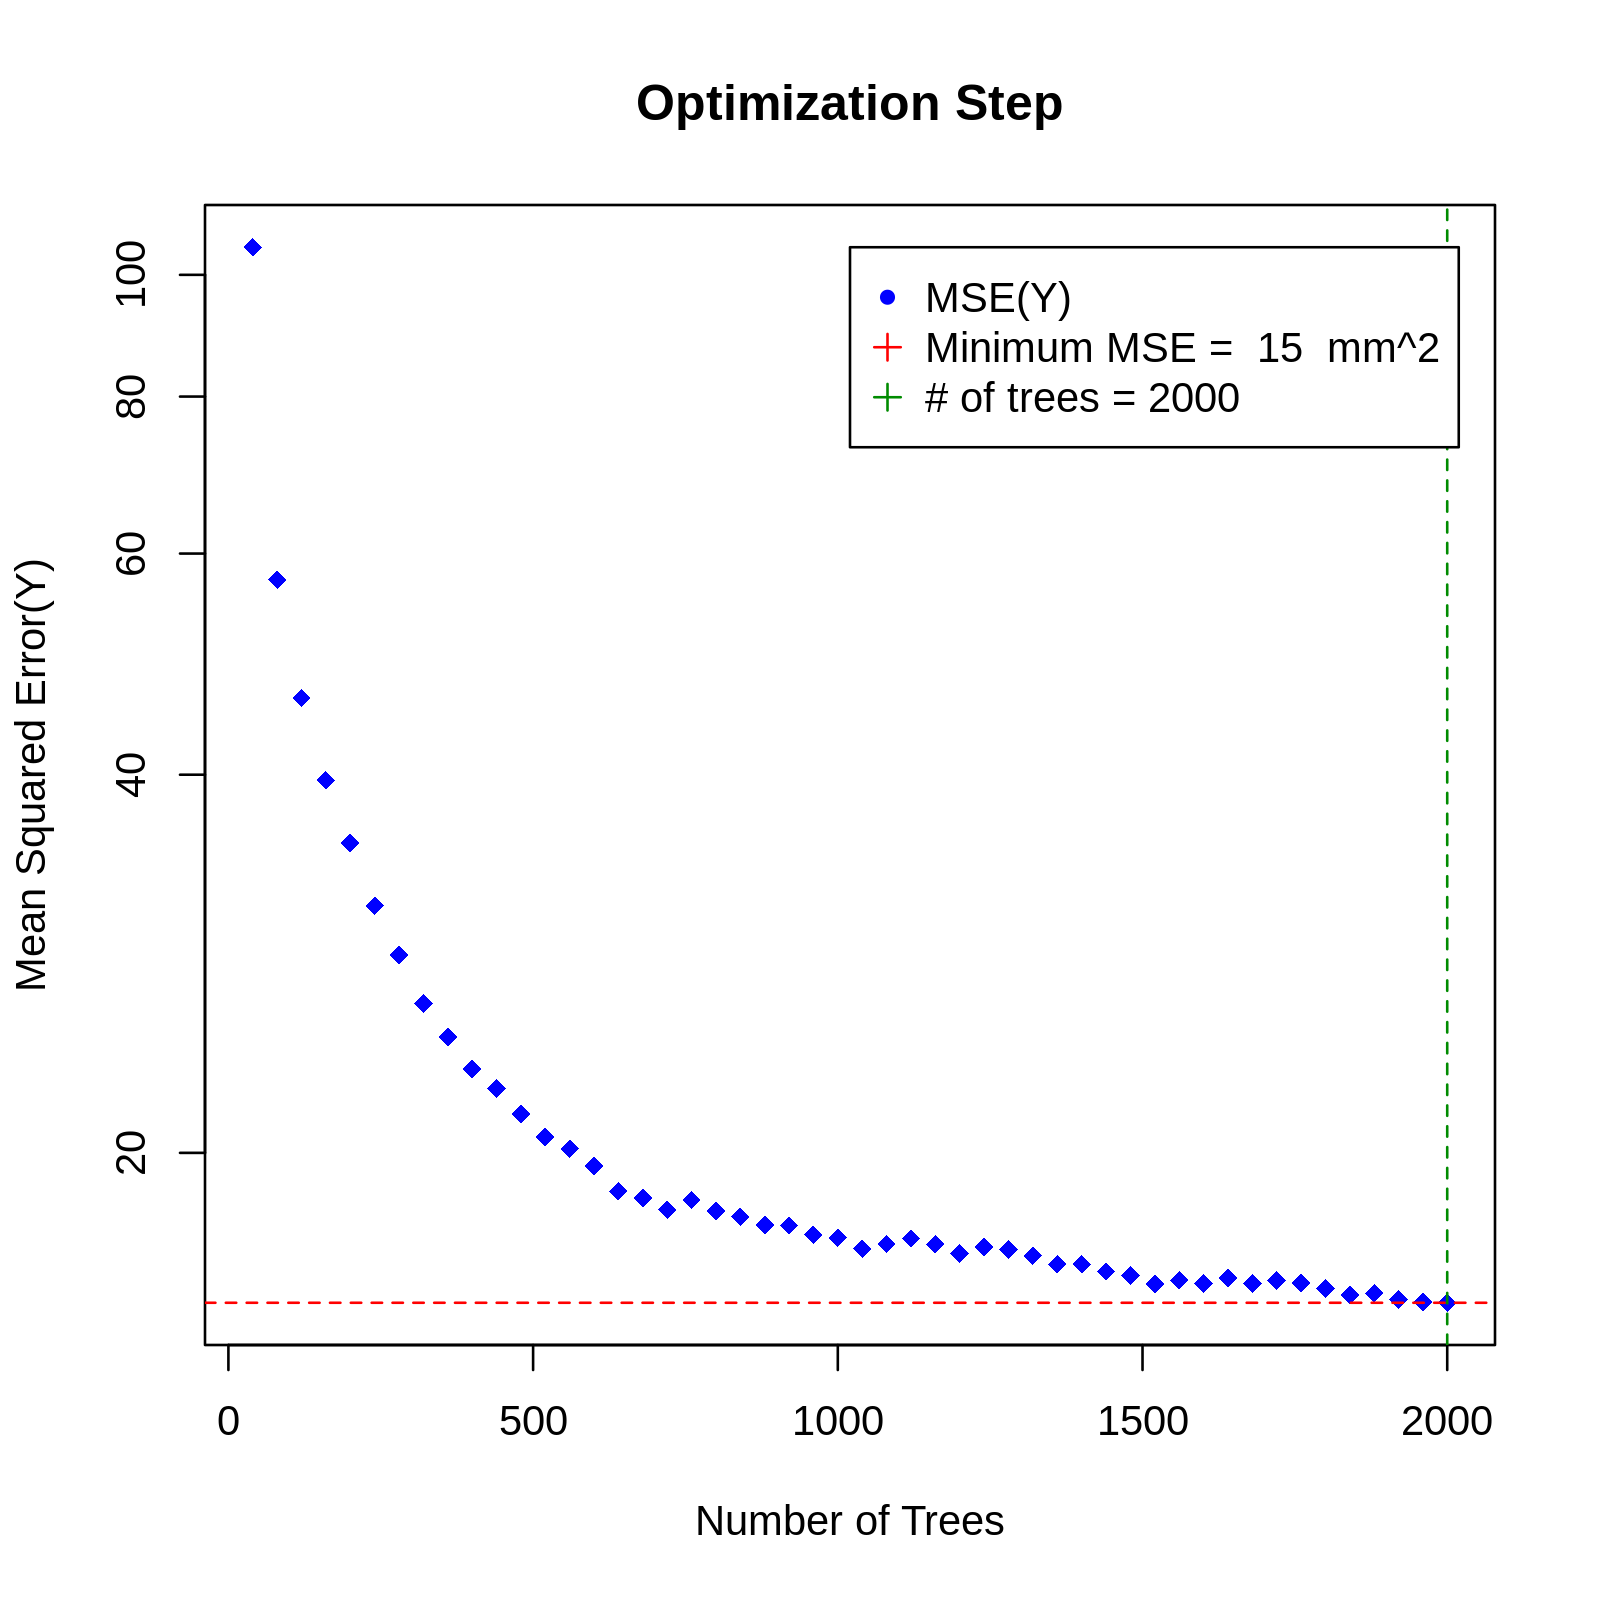 Optimization Step
MSE(Y)
Minimum MSE =  15  mm^2
# of trees = 2000
Mean Squared Error(Y)
100
80
60
40
20
0 500 1000 1500 2000
Number of Trees